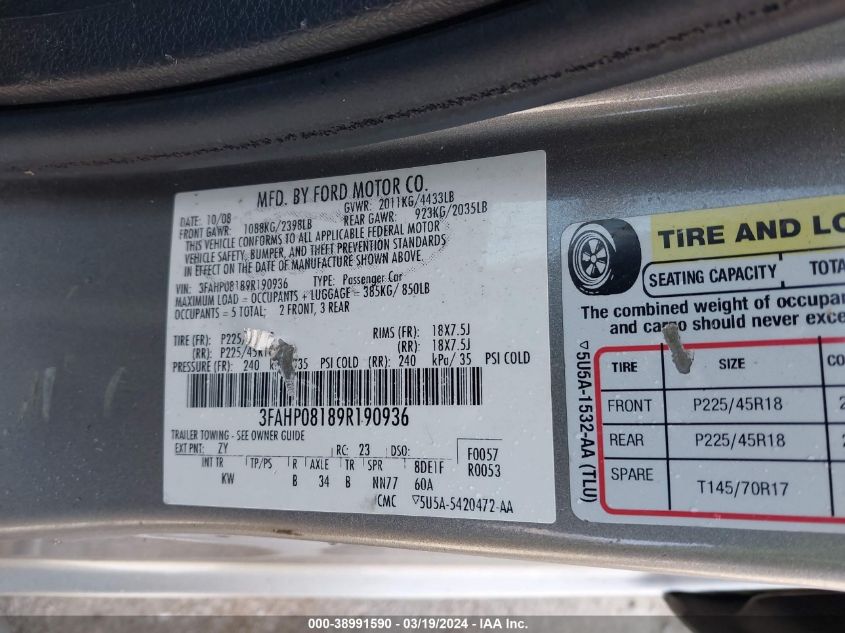 MFD. BY FORD MOTOR CO.
DATE: 10/08 GVWR: 2011KG/4433LB
FRONT GAWR: 1088KG/2398LB REAR GAWR: 923KG/2035LB
THIS VEHICLE CONFORMS TO ALL APPLICABLE FEDERAL MOTOR
VEHICLE SAFETY, BUMPER, AND THEFT PREVENTION STANDARDS
IN EFFECT ON THE DATE OF MANUFACTURE SHOWN ABOVE.
VIN: 3FAHP08189R190936 TYPE: Passenger Car
MAXIMUM LOAD = OCCUPANTS + LUGGAGE = 385KG/ 850LB
OCCUPANTS = 5 TOTAL; 2 FRONT, 3 REAR
TIRE (FR): P225/ RIMS (FR): 18X7.5J
(RR): P225/45R1 (RR): 18X7.5J
PRESSURE (FR): 240 35 PSI COLD (RR): 240 kPa/35 PSI COLD
3FAHP08189R190936
TRAILER TOWING - SEE OWNER GUIDE
EXT PNT: ZY RC: 23 DSO: F0057
R0053
INT TR TP/PS R AXLE TR SPR 8DE1F
KW B 34 B NN77 60A
CMC ▽5U5A-5420472-AA
TIRE AND LO
SEATING CAPACITY TOTA
The combined weight of occupa
and cargo should never exce
TIRE SIZE CO
FRONT P225/45R18 2
REAR P225/45R18 2
SPARE T145/70R17
▽5U5A-1532-AA (TLU)
000-38991590 - 03/19/2024 - IAA Inc.